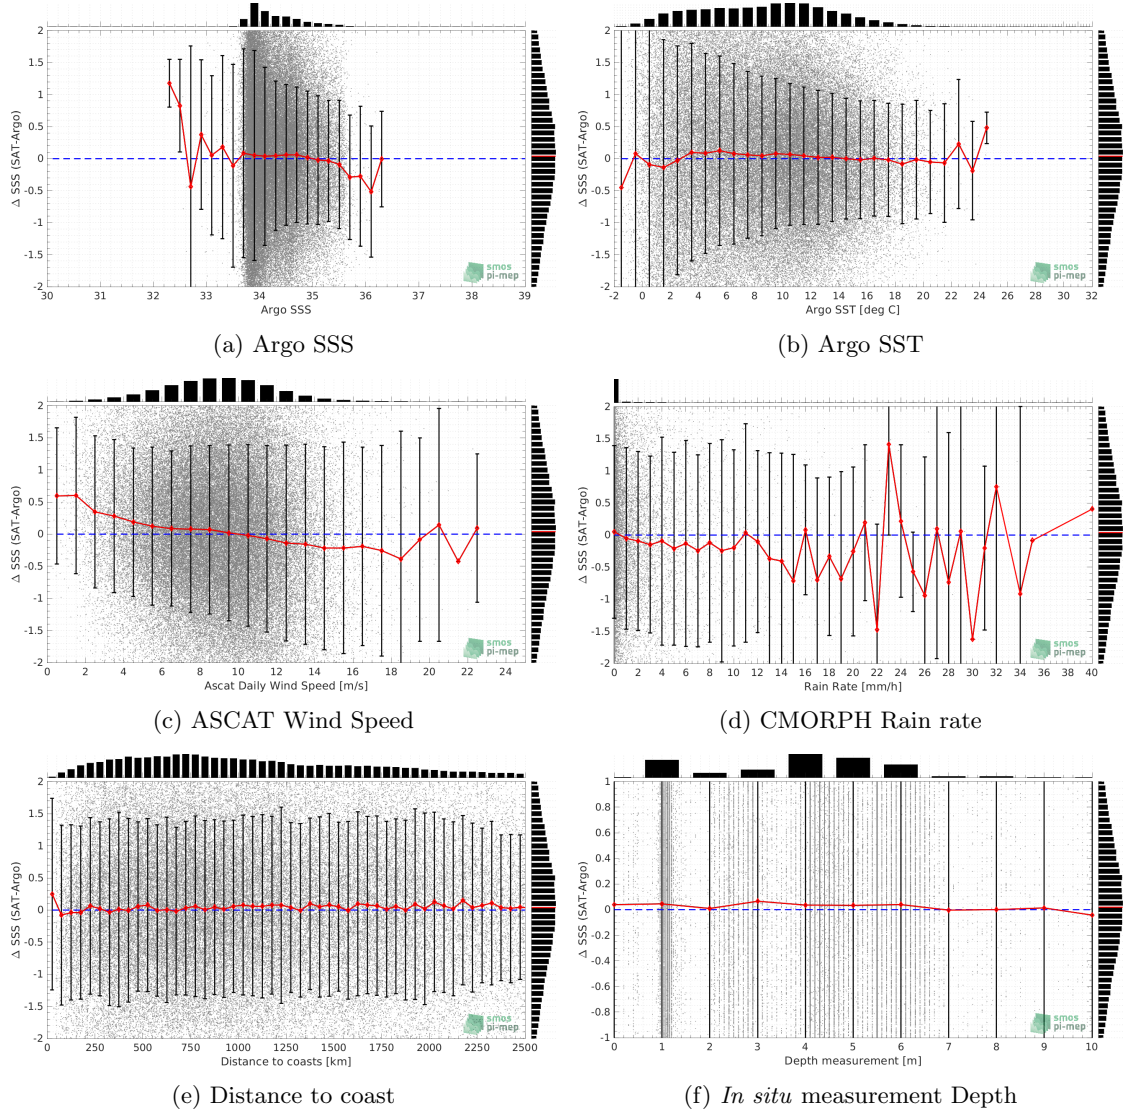 2
1.5
1
0.5
0
-0.5
-1
-1.5
-2
Δ SSS (SAT-Argo)
smos
pi-mep
30 31 32 33 34 35 36 37 38 39
Argo SSS
(a) Argo SSS
2
1.5
1
0.5
0
-0.5
-1
-1.5
-2
Δ SSS (SAT-Argo)
smos
pi-mep
-2 0 2 4 6 8 10 12 14 16 18 20 22 24 26 28 30 32
Argo SST [deg C]
(b) Argo SST
2
1.5
1
0.5
0
-0.5
-1
-1.5
-2
Δ SSS (SAT-Argo)
smos
pi-mep
0 2 4 6 8 10 12 14 16 18 20 22 24
Ascat Daily Wind Speed [m/s]
(c) ASCAT Wind Speed
2
1.5
1
0.5
0
-0.5
-1
-1.5
-2
Δ SSS (SAT-Argo)
smos
pi-mep
0 2 4 6 8 10 12 14 16 18 20 22 24 26 28 30 32 34 36 38 40
Rain Rate [mm/h]
(d) CMORPH Rain rate
2
1.5
1
0.5
0
-0.5
-1
-1.5
-2
Δ SSS (SAT-Argo)
smos
pi-mep
0 250 500 750 1000 1250 1500 1750 2000 2250 2500
Distance to coasts [km]
(e) Distance to coast
1
0.8
0.6
0.4
0.2
0
-0.2
-0.4
-0.6
-0.8
-1
Δ SSS (SAT-Argo)
smos
pi-mep
0 1 2 3 4 5 6 7 8 9 10
Depth measurement [m]
(f) In situ measurement Depth